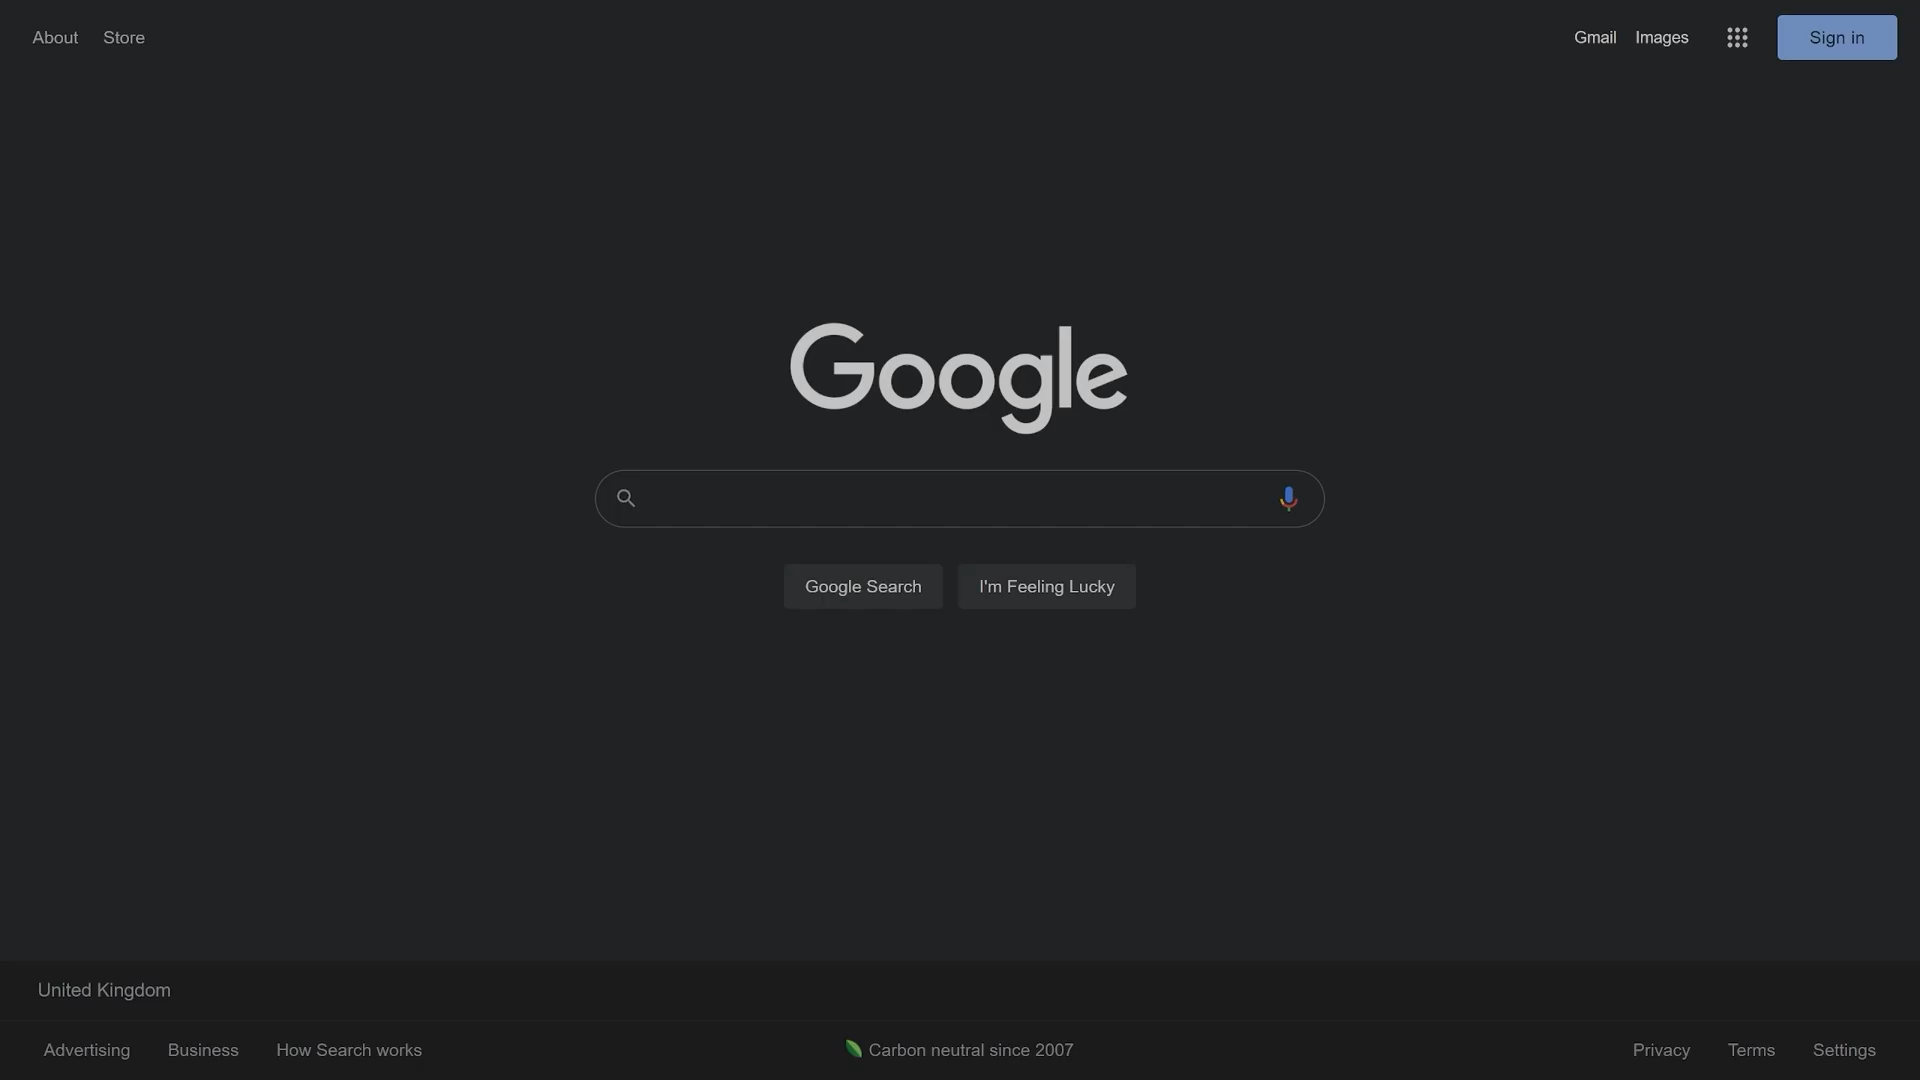 About Store Gmail Images Sign in
Google
Google Search I'm Feeling Lucky
United Kingdom
Advertising Business How Search works Carbon neutral since 2007 Privacy Terms Settings